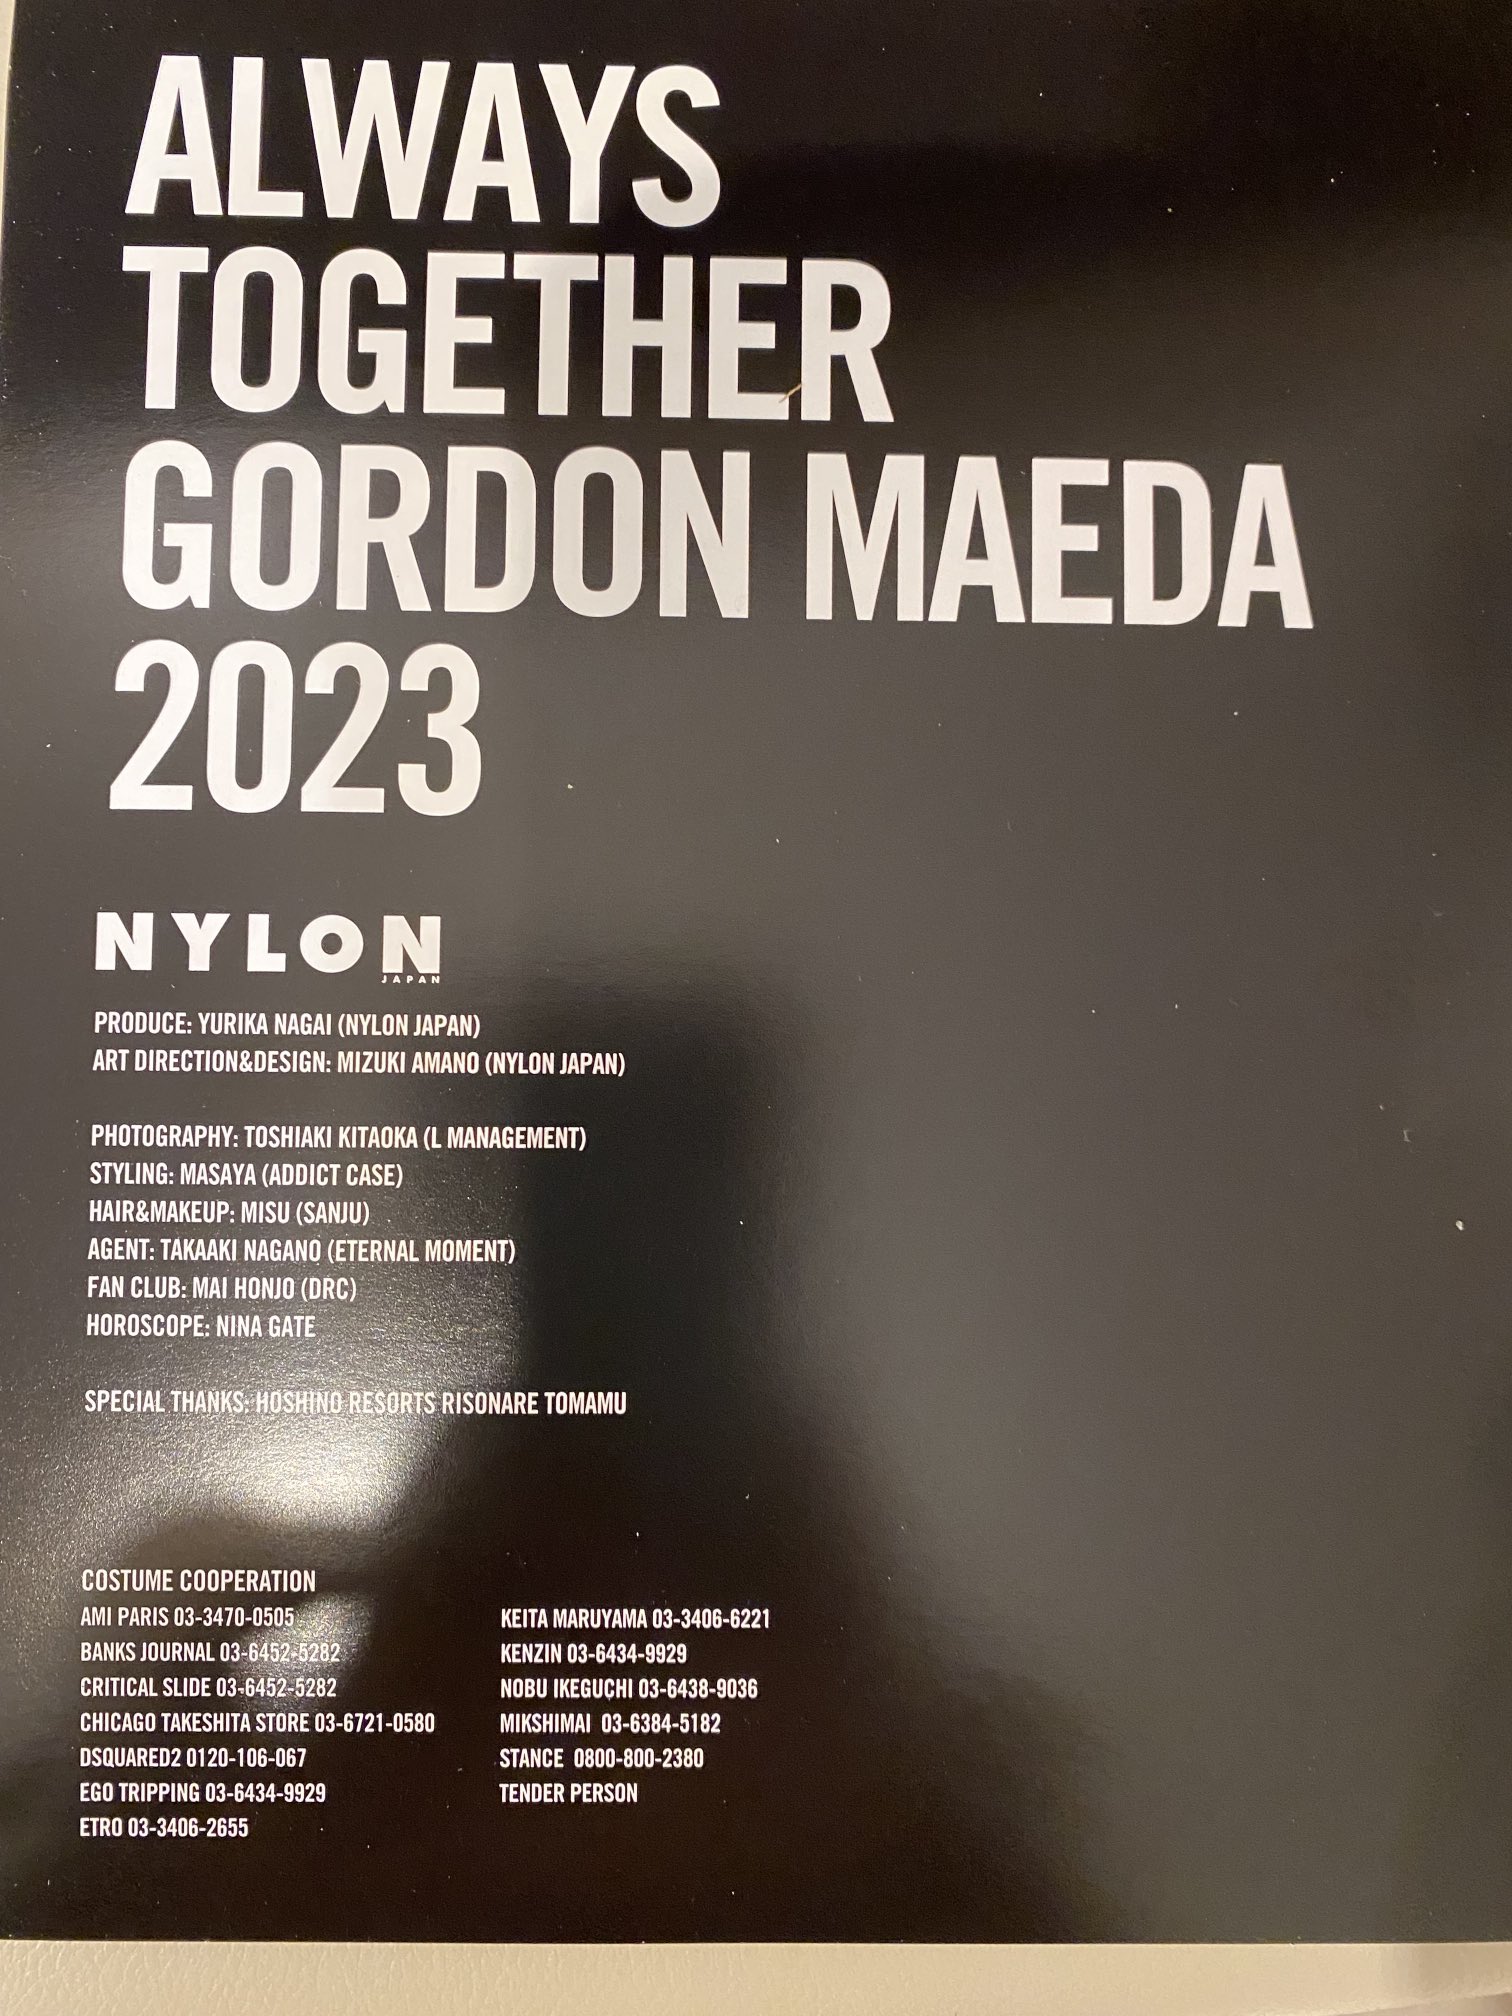 ALWAYS
TOGETHER
GORDON MAEDA
2023
NYLON
JAPAN
PRODUCE: YURIKA NAGAI (NYLON JAPAN)
ART DIRECTION&DESIGN: MIZUKI AMANO (NYLON JAPAN)
PHOTOGRAPHY: TOSHIAKI KITAOKA (L MANAGEMENT)
STYLING: MASAYA (ADDICT CASE)
HAIR&MAKEUP: MISU (SANJU)
AGENT: TAKAAKI NAGANO (ETERNAL MOMENT)
FAN CLUB: MAI HONJO (DRC)
HOROSCOPE: NINA GATE
SPECIAL THANKS: HOSHINO RESORTS RISONARE TOMAMU
COSTUME COOPERATION
AMI PARIS 03-3470-0505
BANKS JOURNAL 03-6452-5282
CRITICAL SLIDE 03-6452-5282
CHICAGO TAKESHITA STORE 03-6721-0580
DSQUARED2 0120-106-067
EGO TRIPPING 03-6434-9929
ETRO 03-3406-2655
KEITA MARUYAMA 03-3406-6221
KENZIN 03-6434-9929
NOBU IKEGUCHI 03-6438-9036
MIKSHIMAI 03-6384-5182
STANCE 0800-800-2380
TENDER PERSON